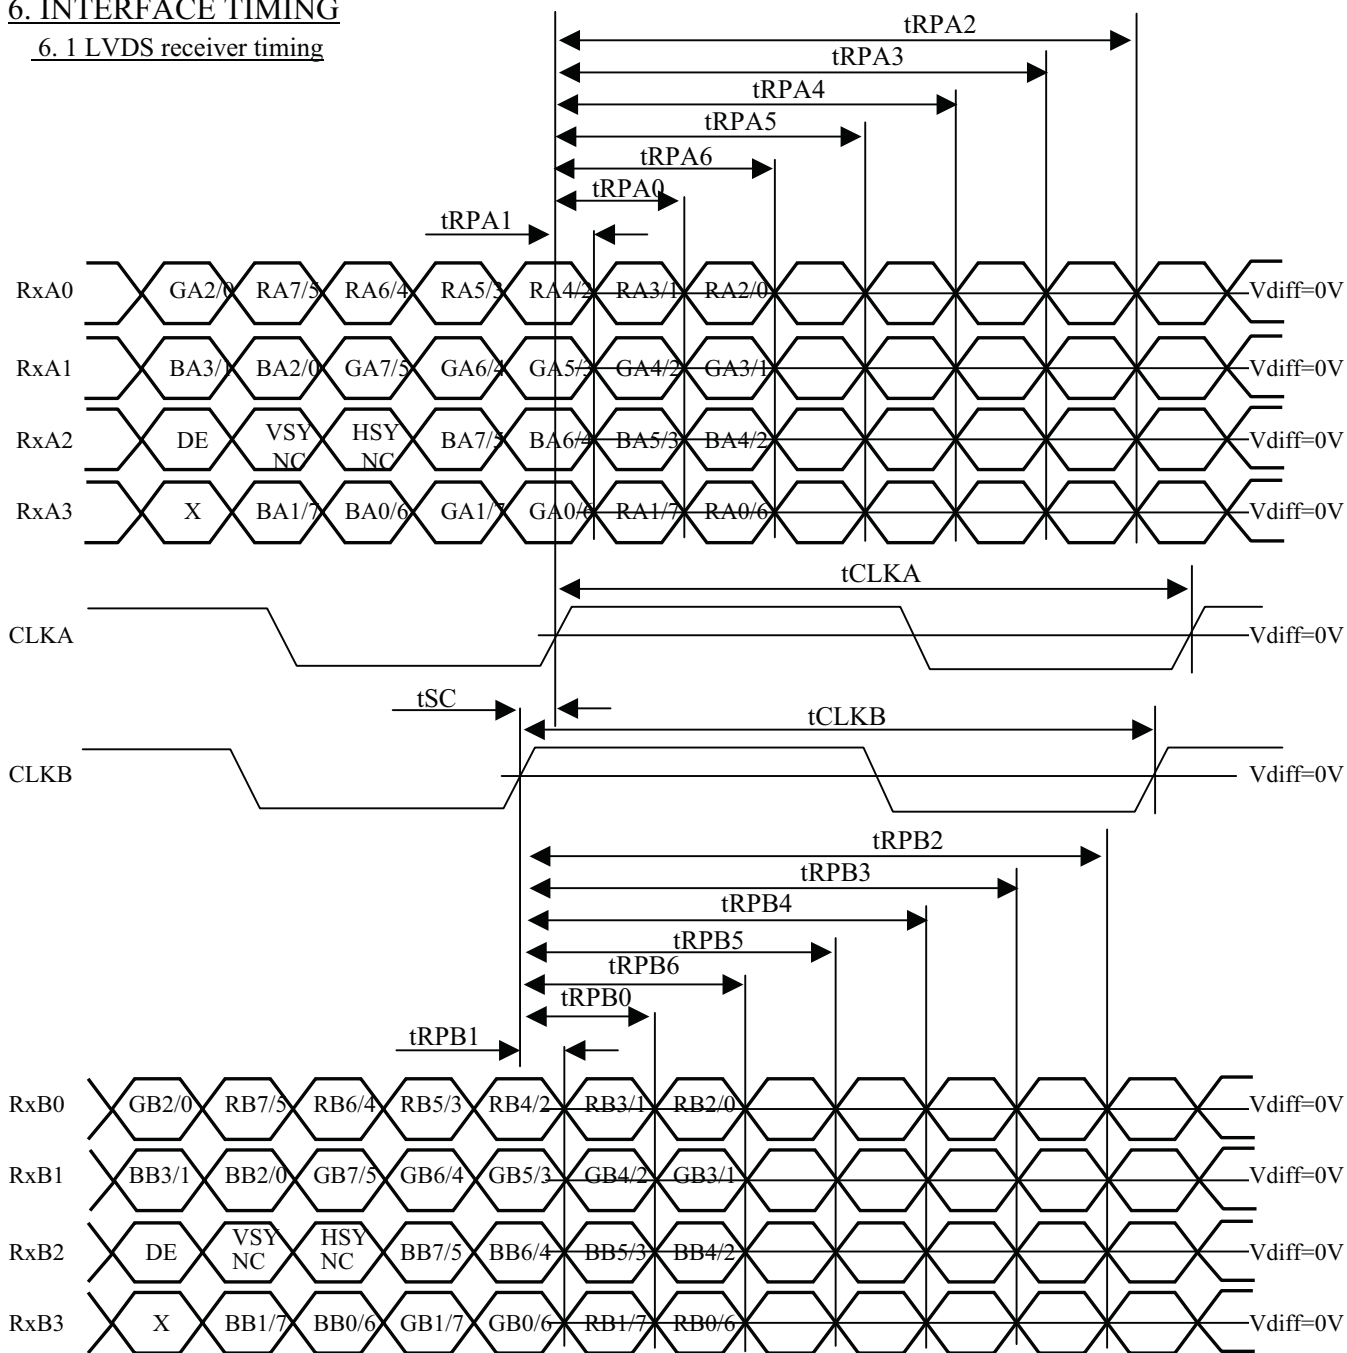 6. INTERFACE TIMING
6. 1 LVDS receiver timing
tRPA2
tRPA3
tRPA4
tRPA5
tRPA6
tRPA0
tRPA1
RxA0 GA2/0 RA7/5 RA6/4 RA5/3 RA4/2 RA3/1 RA2/0 Vdiff=0V
RxA1 BA3/1 BA2/0 GA7/5 GA6/4 GA5/3 GA4/2 GA3/1 Vdiff=0V
RxA2 DE VSY NC HSY NC BA7/5 BA6/4 BA5/3 BA4/2 Vdiff=0V
RxA3 X BA1/7 BA0/6 GA1/7 GA0/6 RA1/7 RA0/6 Vdiff=0V
tCLKA
CLKA Vdiff=0V
tSC tCLKB
CLKB Vdiff=0V
tRPB2
tRPB3
tRPB4
tRPB5
tRPB6
tRPB0
tRPB1
RxB0 GB2/0 RB7/5 RB6/4 RB5/3 RB4/2 RB3/1 RB2/0 Vdiff=0V
RxB1 BB3/1 BB2/0 GB7/5 GB6/4 GB5/3 GB4/2 GB3/1 Vdiff=0V
RxB2 DE VSY NC HSY NC BB7/5 BB6/4 BB5/3 BB4/2 Vdiff=0V
RxB3 X BB1/7 BB0/6 GB1/7 GB0/6 RB1/7 RB0/6 Vdiff=0V